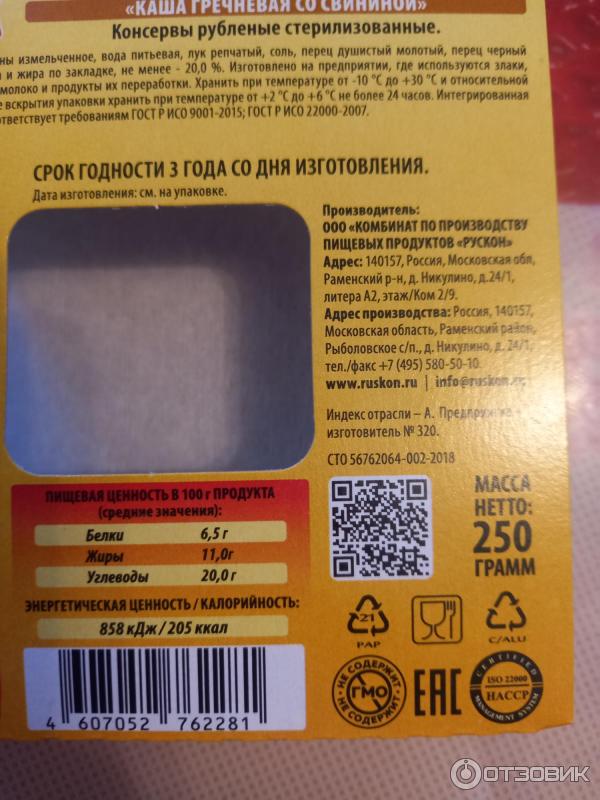 «КАША ГРЕЧНЕВАЯ СО СВИНИНОЙ»
Консервы рубленые стерилизованные.
измельченное, вода питьевая, лук репчатый, соль, перец душистый молотый, перец черный
и жира по закладке, не менее - 20,0 %. Изготовлено на предприятии, где используются злаки,
молоко и продукты их переработки. Хранить при температуре от -10 °С до +30 °С и относительной
вскрытия упаковки хранить при температуре от +2 °С до +6 °С не более 24 часов. Интегрированная
требованиям ГОСТ Р ИСО 9001-2015; ГОСТ Р ИСО 22000-2007.
СРОК ГОДНОСТИ 3 ГОДА СО ДНЯ ИЗГОТОВЛЕНИЯ.
Дата изготовления: см. на упаковке.
Производитель:
ООО «КОМБИНАТ ПО ПРОИЗВОДСТВУ
ПИЩЕВЫХ ПРОДУКТОВ «РУСКОН»
Адрес: 140157, Россия, Московская обл,
Раменский р-н, д. Никулино, д.24/1,
литера А2, этаж/Ком 2/9.
Адрес производства: Россия, 140157,
Московская область, Раменский район,
Рыболовское с/п., д. Никулино, д. 24/1,
тел./факс +7 (495) 580-50-10.
www.ruskon.ru | info@ruskon.ru
Индекс отрасли – А. Предприятие
изготовитель № 320.
СТО 56762064-002-2018
ПИЩЕВАЯ ЦЕННОСТЬ В 100 г ПРОДУКТА
(средние значения):
Белки 6,5 г
Жиры 11,0г
Углеводы 20,0 г
ЭНЕРГЕТИЧЕСКАЯ ЦЕННОСТЬ / КАЛОРИЙНОСТЬ:
858 кДж / 205 ккал
МАССА
НЕТТО:
250
ГРАММ
21
PAP
C/ALU
4 607052 762281
НЕ СОДЕРЖИТ
ГМО
НЕ СОДЕРЖИТ
EAC
CERTIFIED
ISO 22000
HACCP
MANAGEMENT SYSTEM
ОТЗОВИК